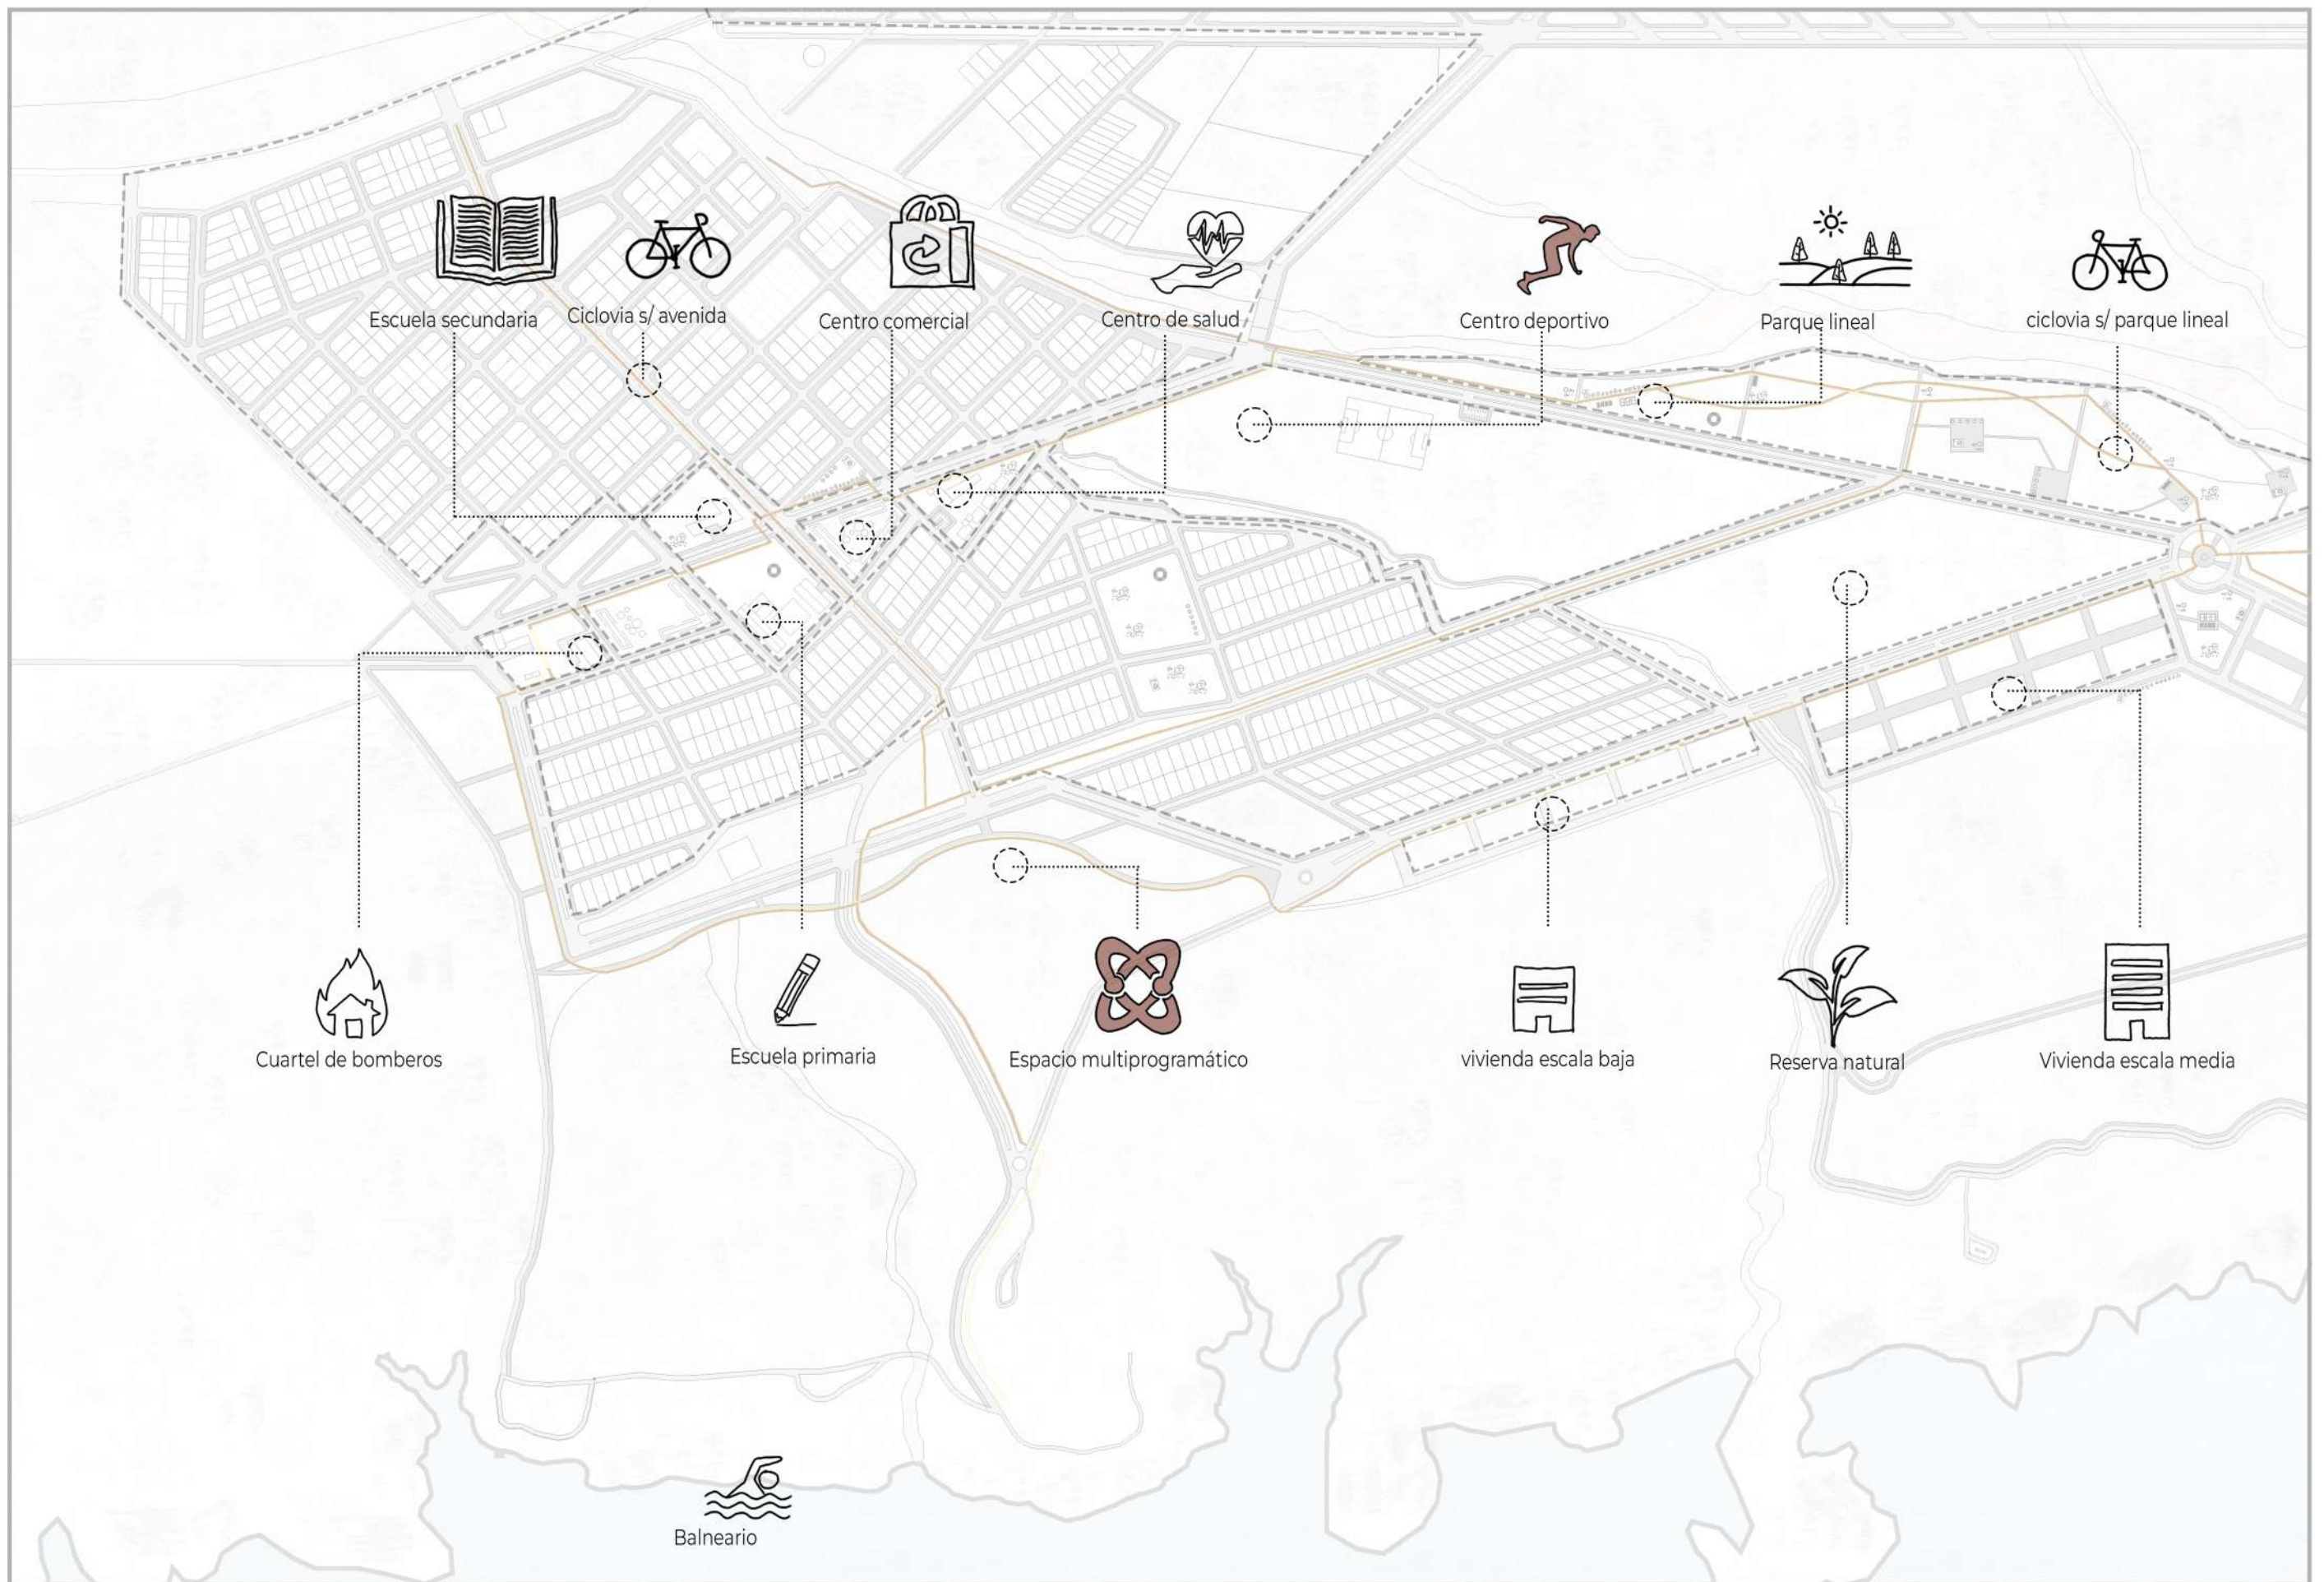 Escuela secundaria
Ciclovia s/ avenida
Centro comercial
Centro de salud
Centro deportivo
Parque lineal
ciclovia s/ parque lineal
Cuartel de bomberos
Escuela primaria
Espacio multiprogramático
vivienda escala baja
Reserva natural
Vivienda escala media
Balneario